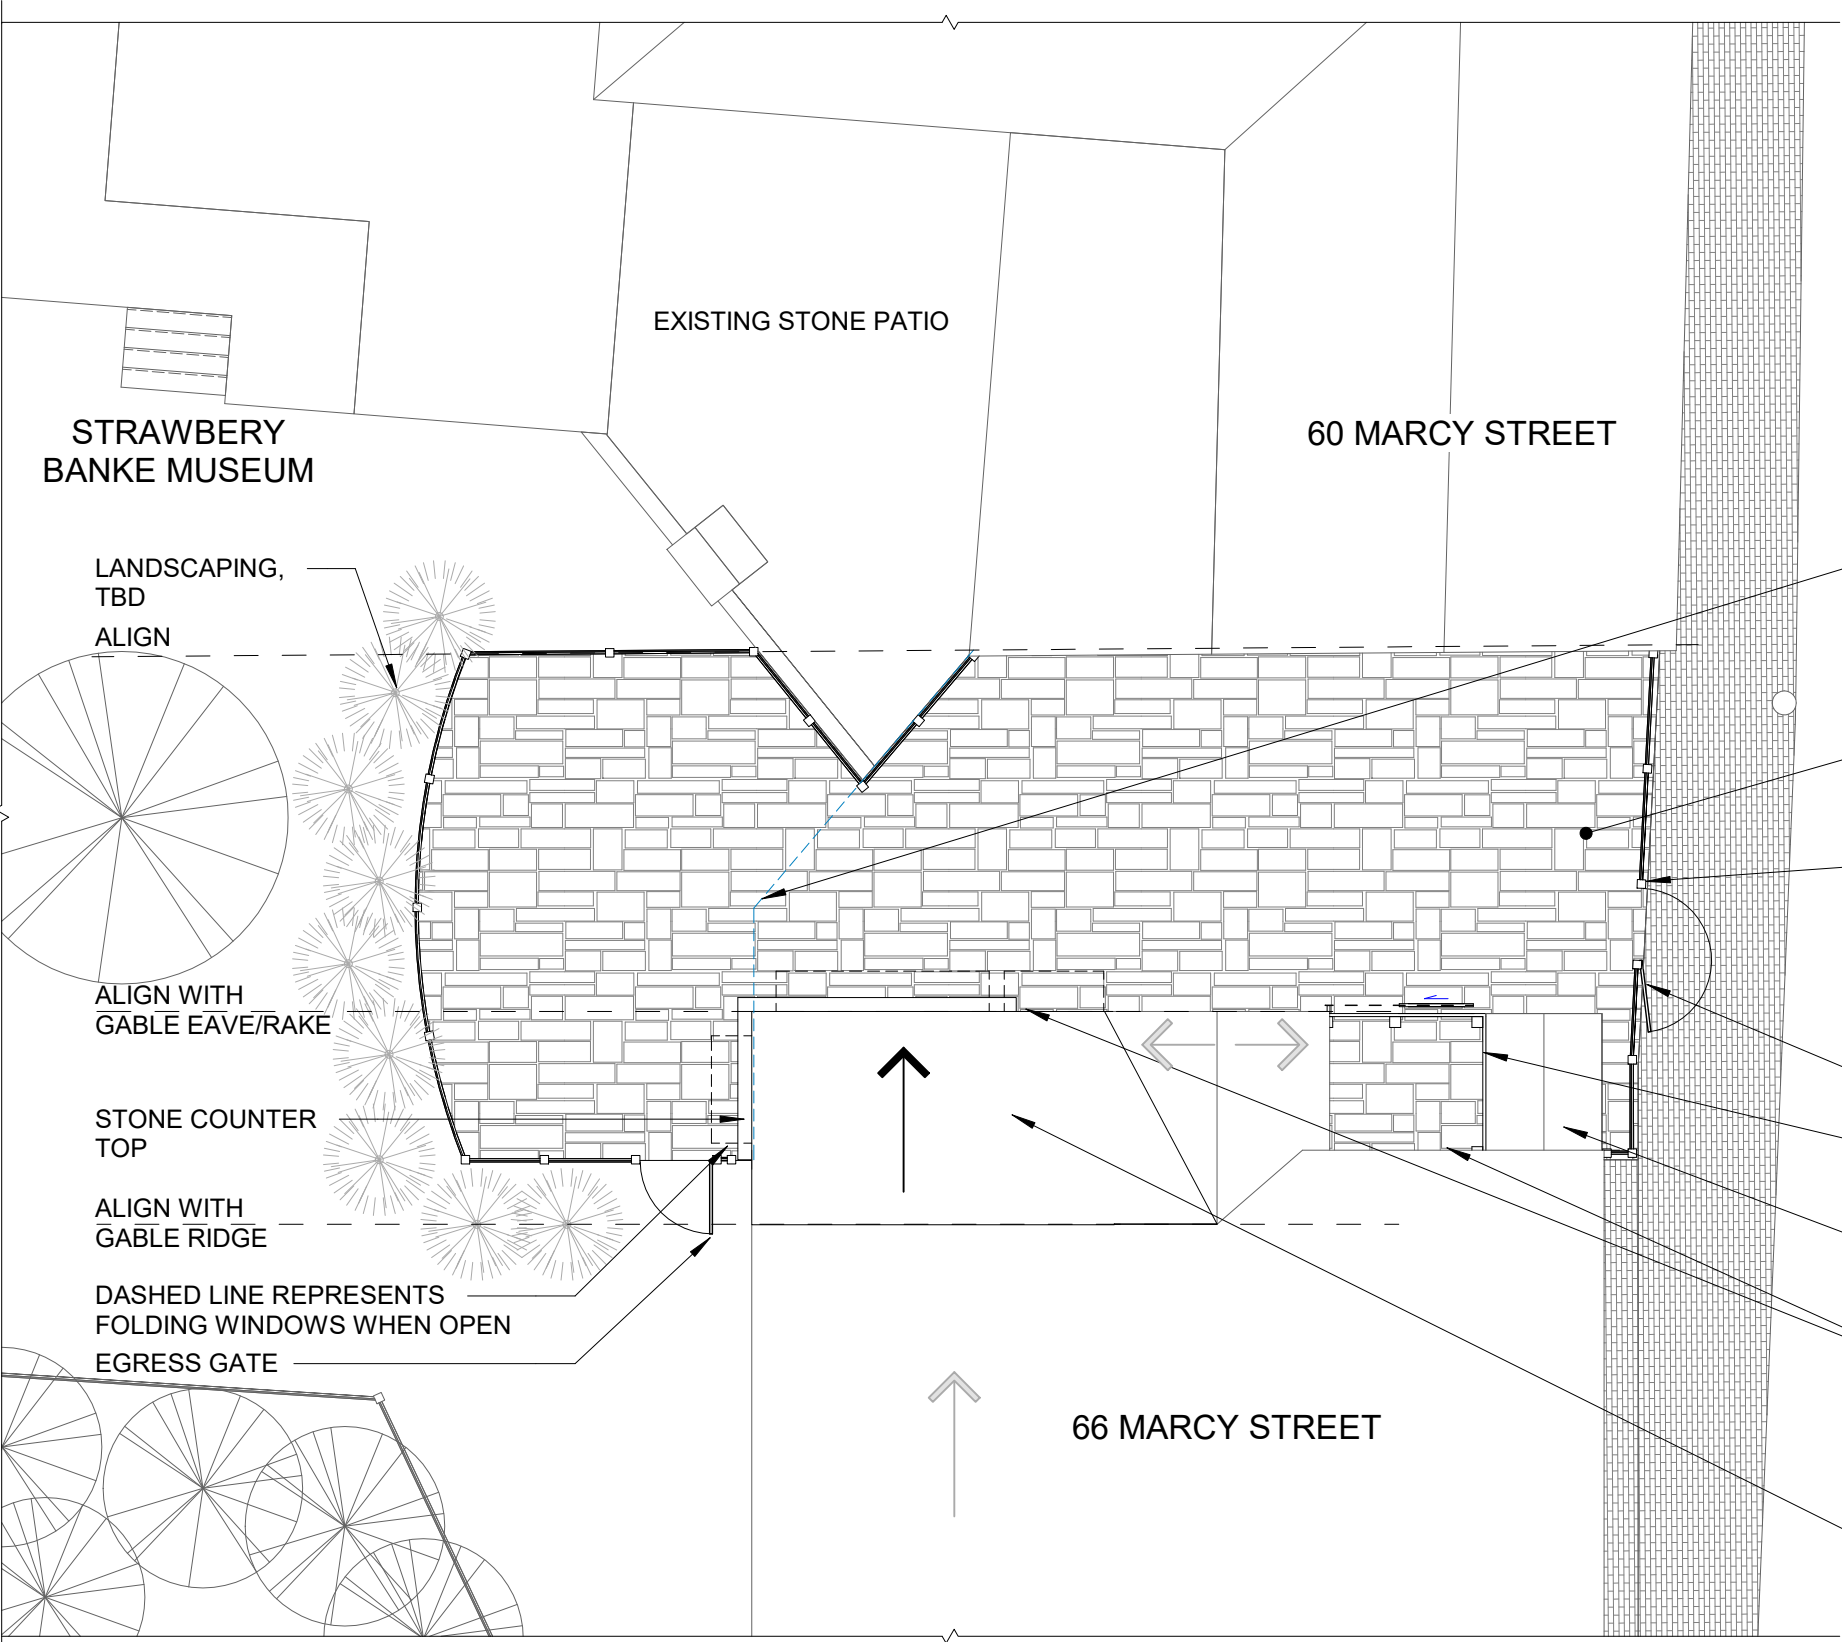 EXISTING STONE PATIO
STRAWBERY
BANKE MUSEUM
60 MARCY STREET
LANDSCAPING,
TBD
ALIGN
ALIGN WITH
GABLE EAVE/RAKE
STONE COUNTER
TOP
ALIGN WITH
GABLE RIDGE
DASHED LINE REPRESENTS
FOLDING WINDOWS WHEN OPEN
EGRESS GATE
66 MARCY STREET